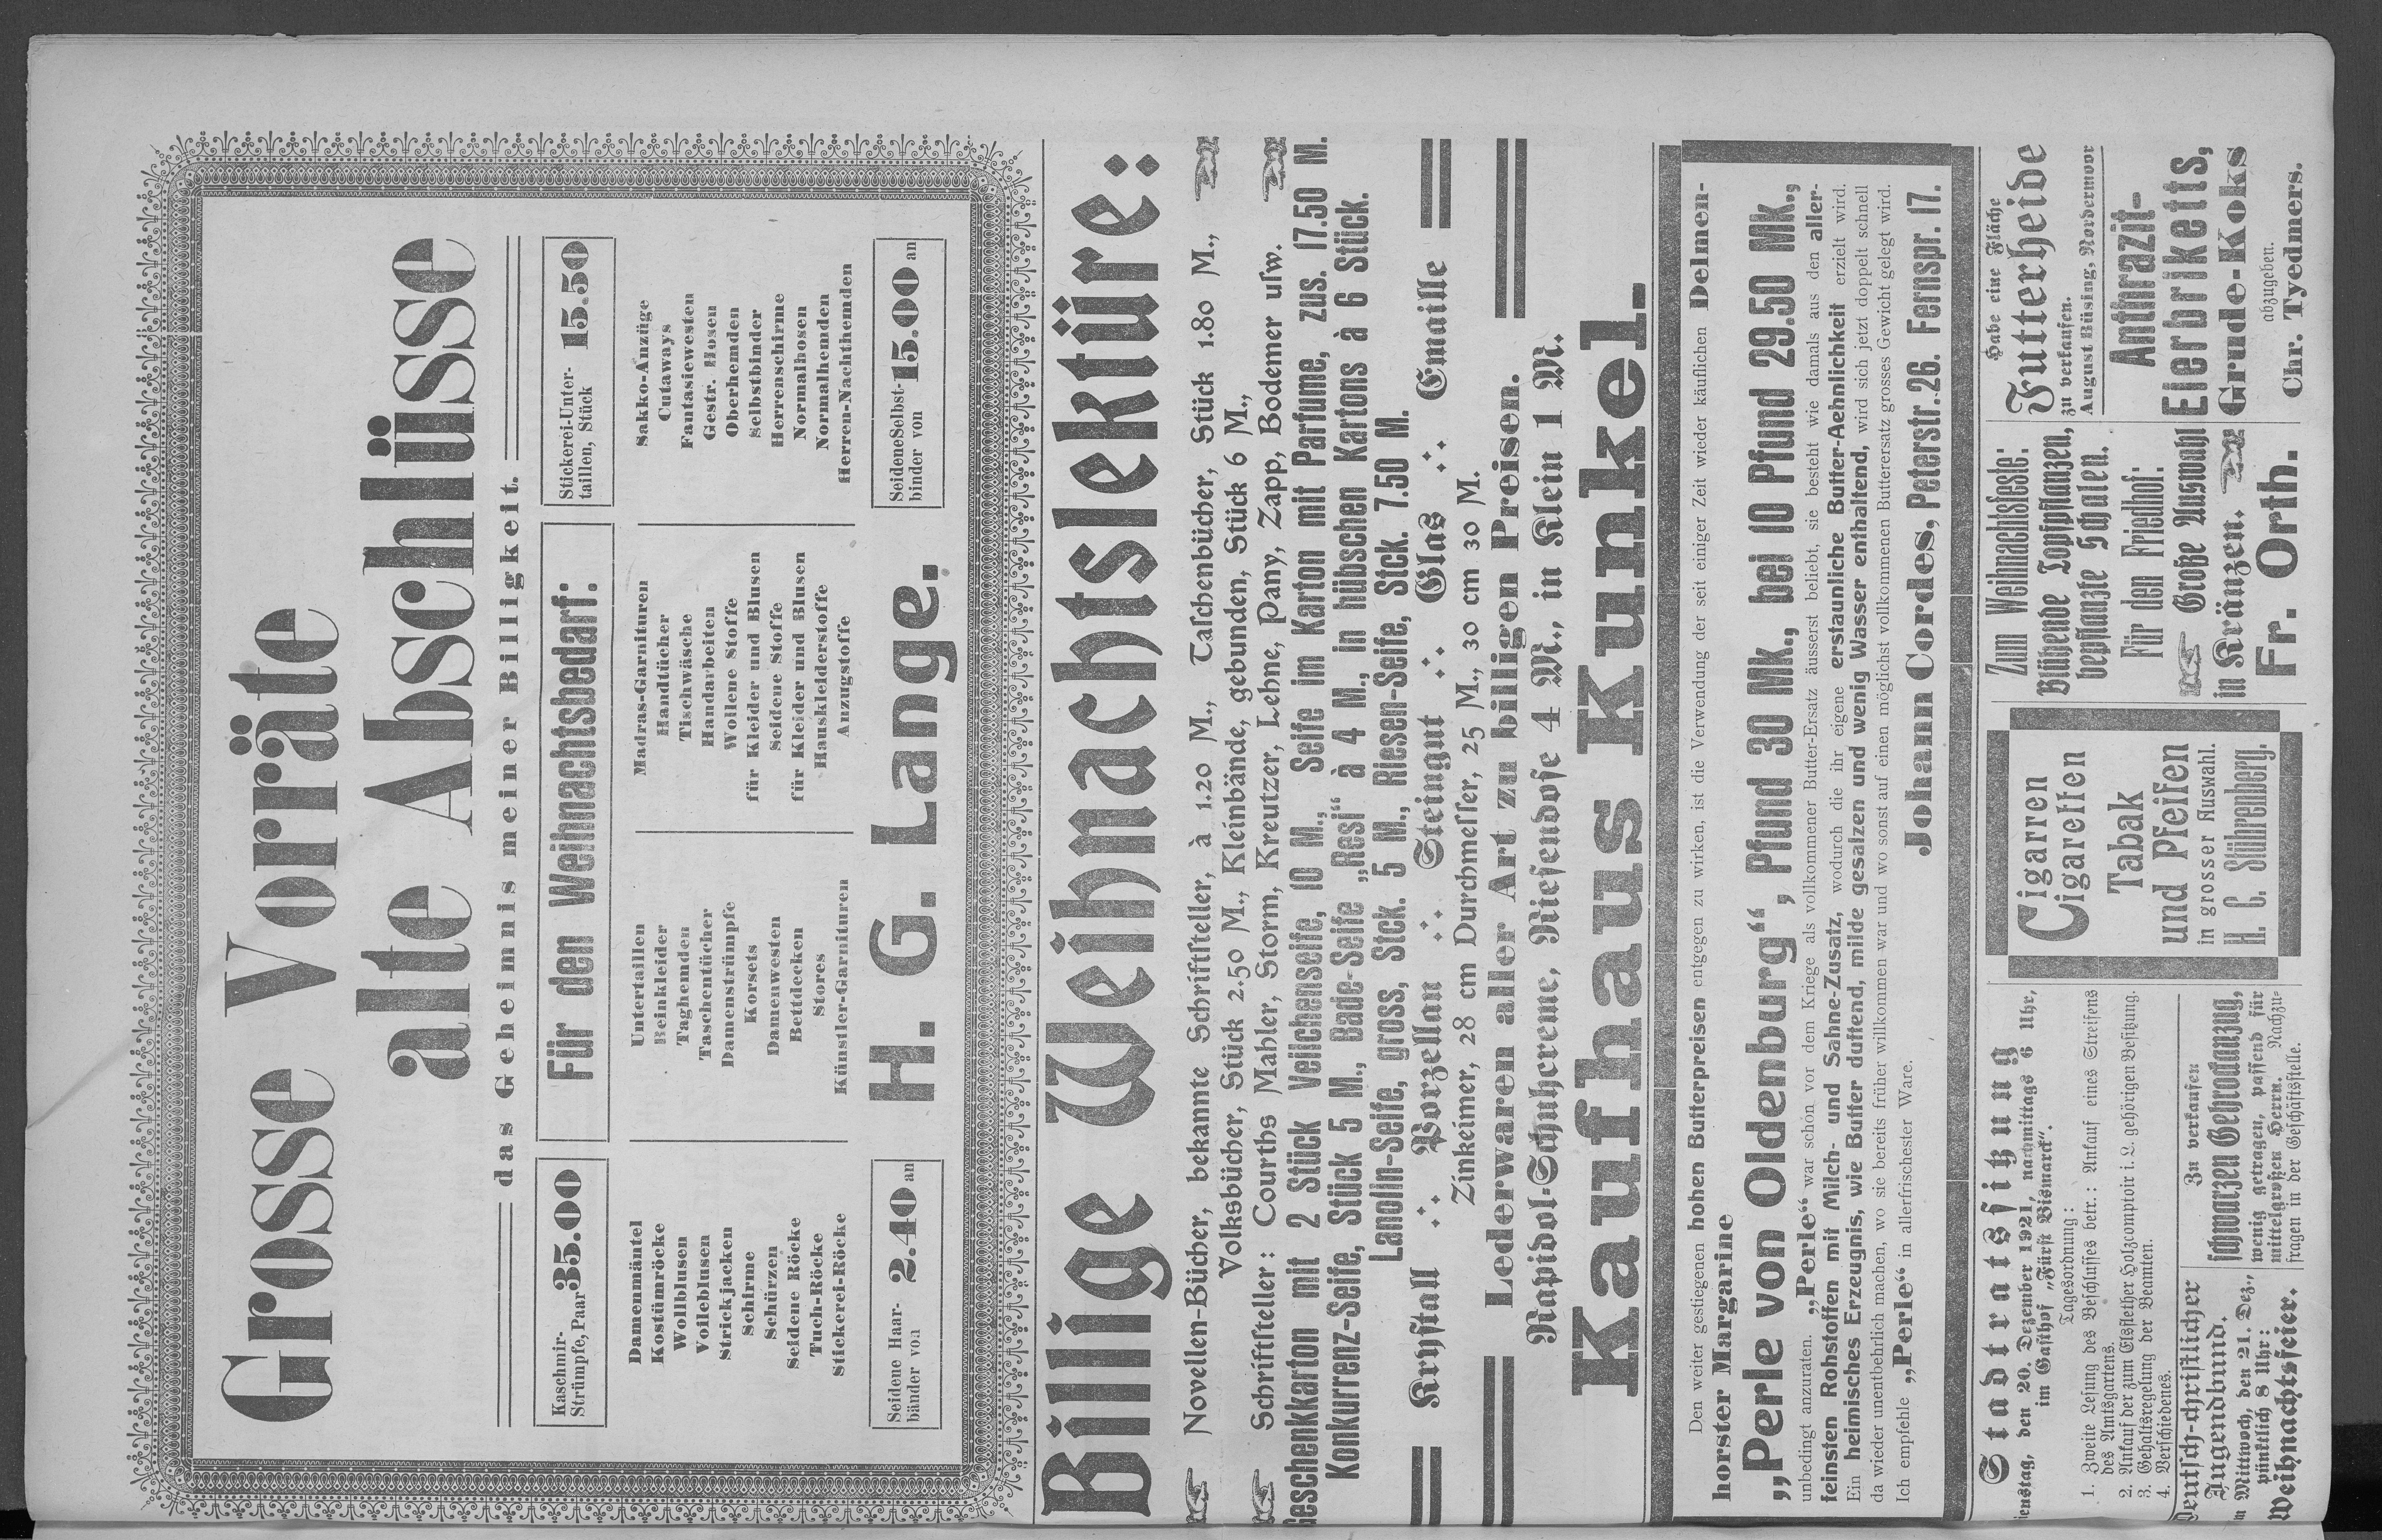 Grosse Vorräte
alte Abschlüsse
das Geheimnis meiner Billigkeit.
Kaschmir-
Strümpfe, Paar 35.00
Für den Weihnachtsbedarf:
Stickerei-Unter-
taillen, Stück 15.50
Damenmäntel
Kostümröcke
Wollblusen
Voileblusen
Strickjacken
Schirme
Schürzen
Seidene Röcke
Tuch-Röcke
Stickerei-Röcke
Untertaillen
Beinkleider
Taghemden
Taschentücher
Damenstrümpfe
Korsets
Damenwesten
Bettdecken
Stores
Künstler-Garnituren
Madras-Garnituren
Handtücher
Tischwäsche
Handarbeiten
Wollene Stoffe
für Kleider und Blusen
Seidene Stoffe
für Kleider und Blusen
Hauskleiderstoffe
Anzugstoffe
Sakko-Anzüge
Cutaways
Fantasiewesten
Gestr. Hosen
Oberhemden
Selbstbinder
Herrenschirme
Normalhosen
Normalhemden
Herren-Nachthemden
Seidene Haar-
bänder von 2.40 an
H. G. Lange.
Seidene Selbst-
binder von 15.00 an
Billige Weihnachtslektüre:
Novellen-Bücher, bekannte Schriftsteller, à 1.20 M., Taschenbücher, Stück 1.80 M.,
Volksbücher, Stück 2.50 M., Kleinbände, gebunden, Stück 6 M.,
Schriftsteller: Courths Mahler, Storm, Kreutzer, Lehne, Pany, Zapp, Bodemer usw.
Geschenkkarton mit 2 Stück Veilchenseife, 10 M., Seife im Karton mit Parfume, zus. 17.50 M.
Konkurrenz-Seife, Stück 5 M., Bade-Seife „Resi“ à 4 M., in hübschen Kartons à 6 Stück.
Lanolin-Seife, gross, Stck. 5 M., Riesen-Seife, Stck. 7.50 M.
Krystall ∴ Porzellan ∴ Steingut ∴ Glas ∴ Emaille
Zinkeimer, 28 cm Durchmesser, 25 M., 30 cm 30 M.
Lederwaren aller Art zu billigen Preisen.
Rapidol-Schuhcreme, Riesendose 4 M., in Klein 1 M.
Kaufhaus Kunkel.
Den weiter gestiegenen hohen Butterpreisen entgegen zu wirken, ist die Verwendung der seit einiger Zeit wieder käuflichen Delmen-
horster Margarine
„Perle von Oldenburg“, Pfund 30 Mk., bei 10 Pfund 29.50 Mk.,
unbedingt anzuraten. „Perle“ war schon vor dem Kriege als vollkommener Butter-Ersatz äusserst beliebt, sie besteht wie damals aus den aller-
feinsten Rohstoffen mit Milch- und Sahne-Zusatz, wodurch die ihr eigene erstaunliche Butter-Aehnlichkeit erzielt wird.
Ein heimisches Erzeugnis, wie Butter duftend, milde gesalzen und wenig Wasser enthaltend, wird sich jetzt doppelt schnell
da wieder unentbehrlich machen, wo sie bereits früher willkommen war und wo sonst auf einen möglichst vollkommenen Butterersatz grosses Gewicht gelegt wird.
Ich empfehle „Perle“ in allerfrischester Ware.
Johann Cordes, Peterstr. 26. Fernspr. 17.
Stadtratssitzung
ienstag, den 20. Dezember 1921, nachmittags 6 Uhr,
im Gasthof „Fürst Bismarck“.
Tagesordnung:
1. Zweite Lesung des Beschlusses betr.: Ankauf eines Streifens
des Amtsgartens.
2. Ankauf der zum Elsflether Holzcomptoir i. L. gehörigen Besitzung.
3. Gehaltsregelung der Beamten.
4. Verschiedenes.
Deutsch-christlicher
Jugendbund.
m Mittwoch, den 21. Dez.,
pünktlich 8 Uhr:
Weihnachtsfeier.
Zu verkaufen
schwarzen Gehrockanzug,
wenig getragen, passend für
mittelgroßen Herrn. Nachzu-
fragen in der Geschäftsstelle.
Cigarren
Cigaretten
Tabak
und Pfeifen
in grosser Auswahl.
H. C. Stührenberg.
Zum Weihnachtsfeste:
Blühende Topfpflanzen,
bepflanzte Schalen.
Für den Friedhof:
Große Auswahl
in Kränzen.
Fr. Orth.
Habe eine Fläche
Futterheide
zu verkaufen.
August Büsing, Nordermoor
Anthrazit-
Eierbriketts,
Grude-Koks
abzugeben.
Chr. Tyedmers.